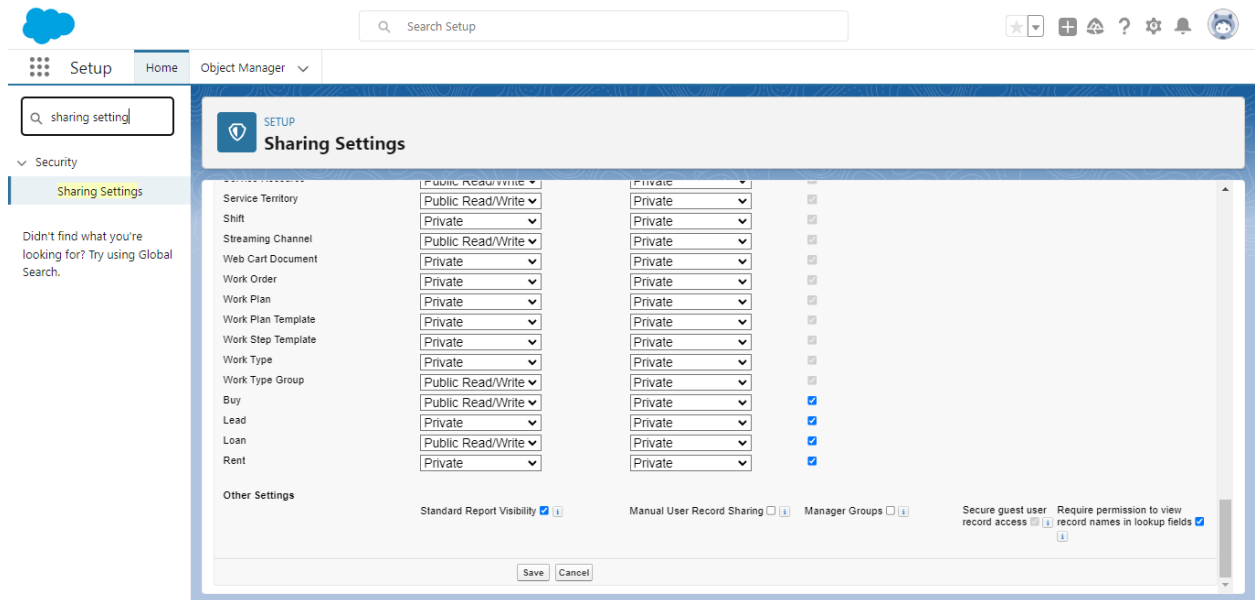 Search Setup
Setup Home Object Manager
sharing setting
Security
Sharing Settings
Didn't find what you're
looking for? Try using Global
Search.
SETUP
Sharing Settings
Service Resource Public Read/Write Private
Service Territory Public Read/Write Private
Shift Private Private
Streaming Channel Public Read/Write Private
Web Cart Document Private Private
Work Order Private Private
Work Plan Private Private
Work Plan Template Private Private
Work Step Template Private Private
Work Type Private Private
Work Type Group Public Read/Write Private
Buy Public Read/Write Private
Lead Private Private
Loan Public Read/Write Private
Rent Private Private
Other Settings
Standard Report Visibility i Manual User Record Sharing i Manager Groups i
Secure guest user
record access i
Require permission to view
record names in lookup fields
i
Save Cancel